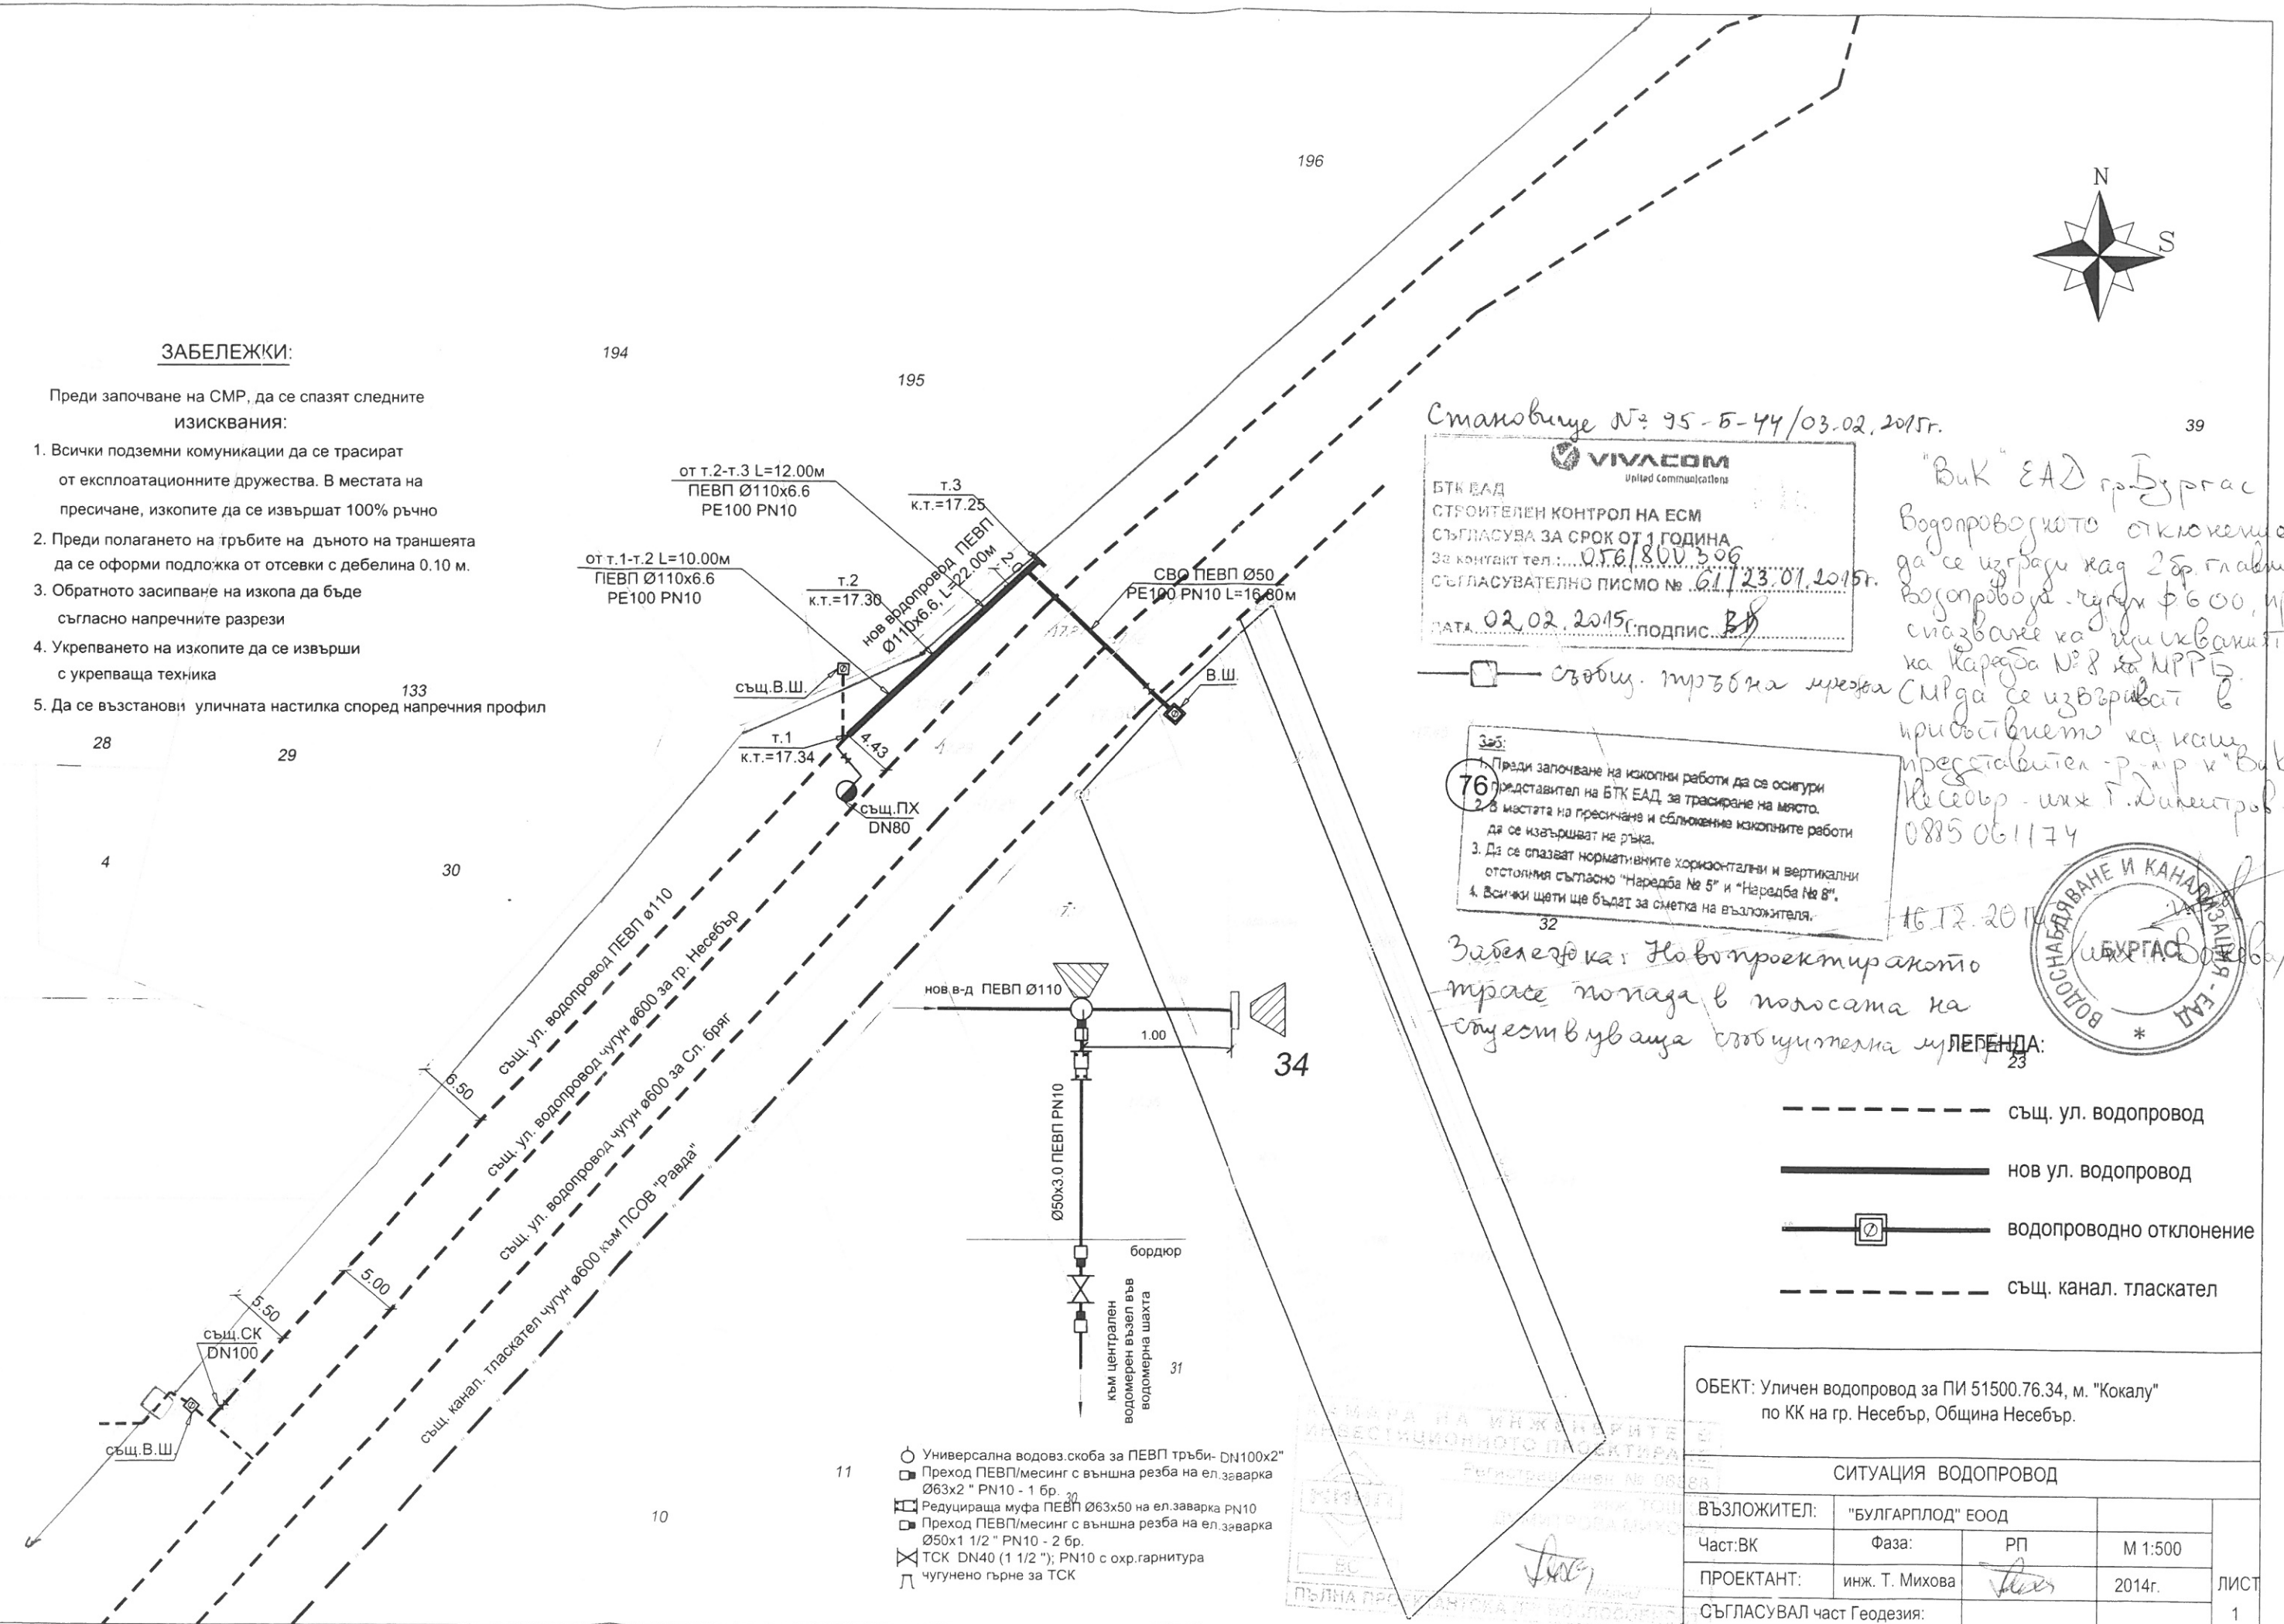 196
N
S
ЗАБЕЛЕЖКИ:
Преди започване на СМР, да се спазят следните
изисквания:
1. Всички подземни комуникации да се трасират
от експлоатационните дружества. В местата на
пресичане, изкопите да се извършат 100% ръчно
2. Преди полагането на тръбите на дъното на траншеята
да се оформи подложка от отсевки с дебелина 0.10 м.
3. Обратното засипване на изкопа да бъде
съгласно напречните разрези
4. Укрепването на изкопите да се извърши
с укрепваща техника
133
5. Да се възстанови уличната настилка според напречния профил
194
195
28
29
4
30
от т.2-т.3 L=12.00м
ПЕВП Ø110x6.6
PE100 PN10
т.3
к.т.=17.25
от т.1-т.2 L=10.00м
ПЕВП Ø110x6.6
PE100 PN10
т.2
к.т.=17.30
нов водопровод ПЕВП
Ø110x6.6, L=22.00м
СВО ПЕВП Ø50
PE100 PN10 L=16.80м
същ.В.Ш.
В.Ш.
т.1
к.т.=17.34
4.43
същ.ПХ
DN80
Становище № 95-Б-44/03.02.2015г.
VIVACOM
United Communications
БТК ЕАД
СТРОИТЕЛЕН КОНТРОЛ НА ЕСМ
СЪГЛАСУВА ЗА СРОК ОТ 1 ГОДИНА
За контакт тел.: 056/800 306
СЪГЛАСУВАТЕЛНО ПИСМО № 61/23.01.2015г.
ДАТА 02.02.2015г. ПОДПИС
съобщ. тръбна мрежа
39
"ВиК" ЕАД гр.Бургас
Водопроводното отклонение
да се изгради над 2бр. главни
водопровода - чугун ф600, при
спазване на изискванията
на Наредба №8 на МРРБ.
СМР да се извършват в
присъствието на наш
представител - р-л р-н "ВиК
Несебър - инж Г. Димитров
0885 061174
ВОДОСНАБДЯВАНЕ И КАНАЛИЗАЦИЯ - ЕАД
БУРГАС
Заб:
1. Преди започване на изкопни работи да се осигури
представител на БТК ЕАД, за трасиране на място.
76
2. В местата на пресичане и сближение изкопните работи
да се извършват на ръка.
3. Да се спазват нормативните хоризонтални и вертикални
отстояния съгласно "Наредба № 5" и "Наредба № 8".
4. Всички щети ще бъдат за сметка на възложителя.
32
Забележка: Новопроектираното
трасе попада в полосата на
съществуваща съобщителна
ЛЕГЕНДА:
23
същ. ул. водопровод
нов ул. водопровод
водопроводно отклонение
същ. канал. тласкател
същ. ул. водопровод ПЕВП ø110
същ. ул. водопровод чугун ø600 за гр. Несебър
същ. ул. водопровод чугун ø600 за Сл. бряг
същ. канал. тласкател чугун ø600 към ПСОВ "Равда"
6.50
5.00
5.50
същ.СК
DN100
същ.В.Ш.
нов в-д ПЕВП Ø110
1.00
34
Ø50x3.0 ПЕВП PN10
бордюр
към централен
водомерен възел във
водомерна шахта
31
11
10
Универсална водовз.скоба за ПЕВП тръби- DN100x2"
Преход ПЕВП/месинг с външна резба на ел.заварка
Ø63x2 " PN10 - 1 бр.
30
Редуцираща муфа ПЕВП Ø63x50 на ел.заварка PN10
Преход ПЕВП/месинг с външна резба на ел.заварка
Ø50x1 1/2 " PN10 - 2 бр.
ТСК DN40 (1 1/2 "); PN10 с охр.гарнитура
чугунено гърне за ТСК
КАМАРА НА ИНЖЕНЕРИТЕ В
ИНВЕСТИЦИОННОТО ПРОЕКТИРАНЕ
ОБЕКТ: Уличен водопровод за ПИ 51500.76.34, м. "Кокалу"
по КК на гр. Несебър, Община Несебър.
СИТУАЦИЯ ВОДОПРОВОД
ВЪЗЛОЖИТЕЛ: "БУЛГАРПЛОД" ЕООД
Част:ВК Фаза: РП М 1:500
ПРОЕКТАНТ: инж. Т. Михова 2014г. ЛИСТ
СЪГЛАСУВАЛ част Геодезия: 1